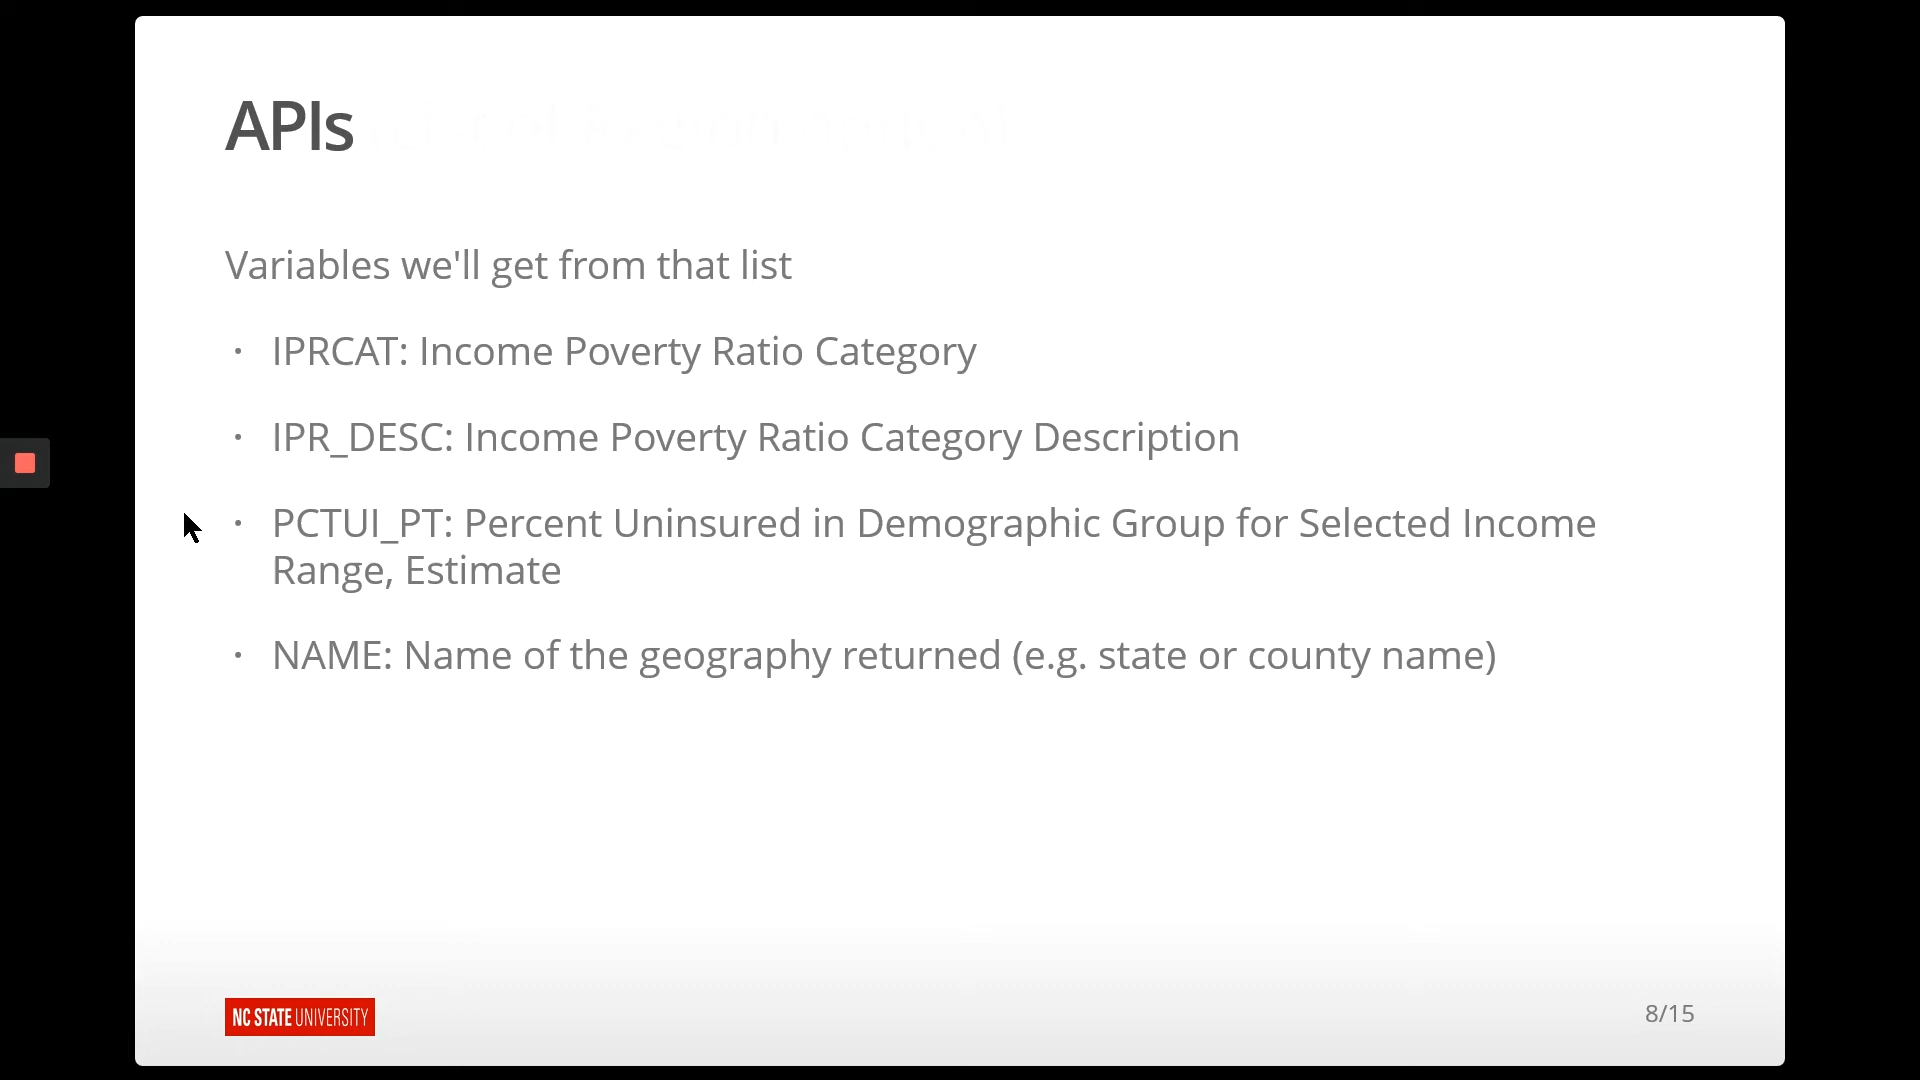 APIs
Variables we'll get from that list
· IPRCAT: Income Poverty Ratio Category
· IPR_DESC: Income Poverty Ratio Category Description
· PCTUI_PT: Percent Uninsured in Demographic Group for Selected Income
Range, Estimate
· NAME: Name of the geography returned (e.g. state or county name)
NC STATE UNIVERSITY
8/15